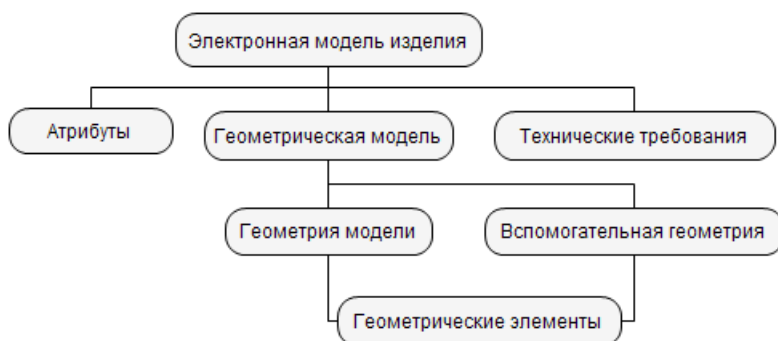 Электронная модель изделия
Атрибуты
Геометрическая модель
Технические требования
Геометрия модели
Вспомогательная геометрия
Геометрические элементы